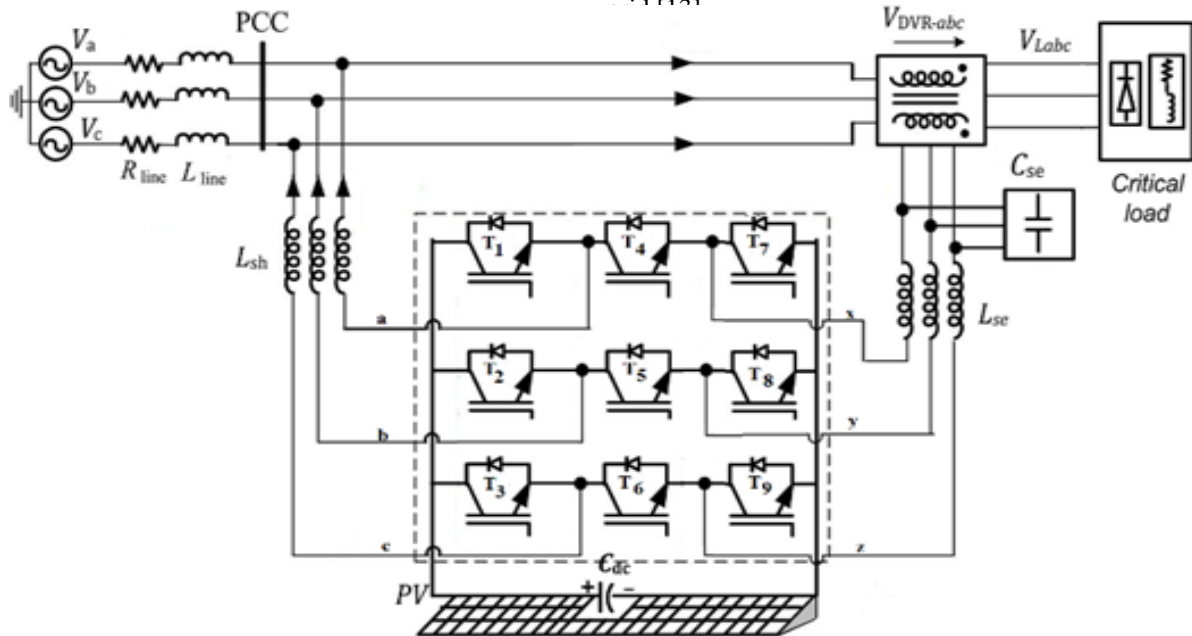 PCC
V_DVR-abc
V_Labc
V_a
V_b
V_c
R_line L_line
C_se
Critical
load
L_sh
T_1 T_4 T_7
a
x
L_se
T_2 T_5 T_8
b
y
T_3 T_6 T_9
c
z
C_dc
PV
+ −